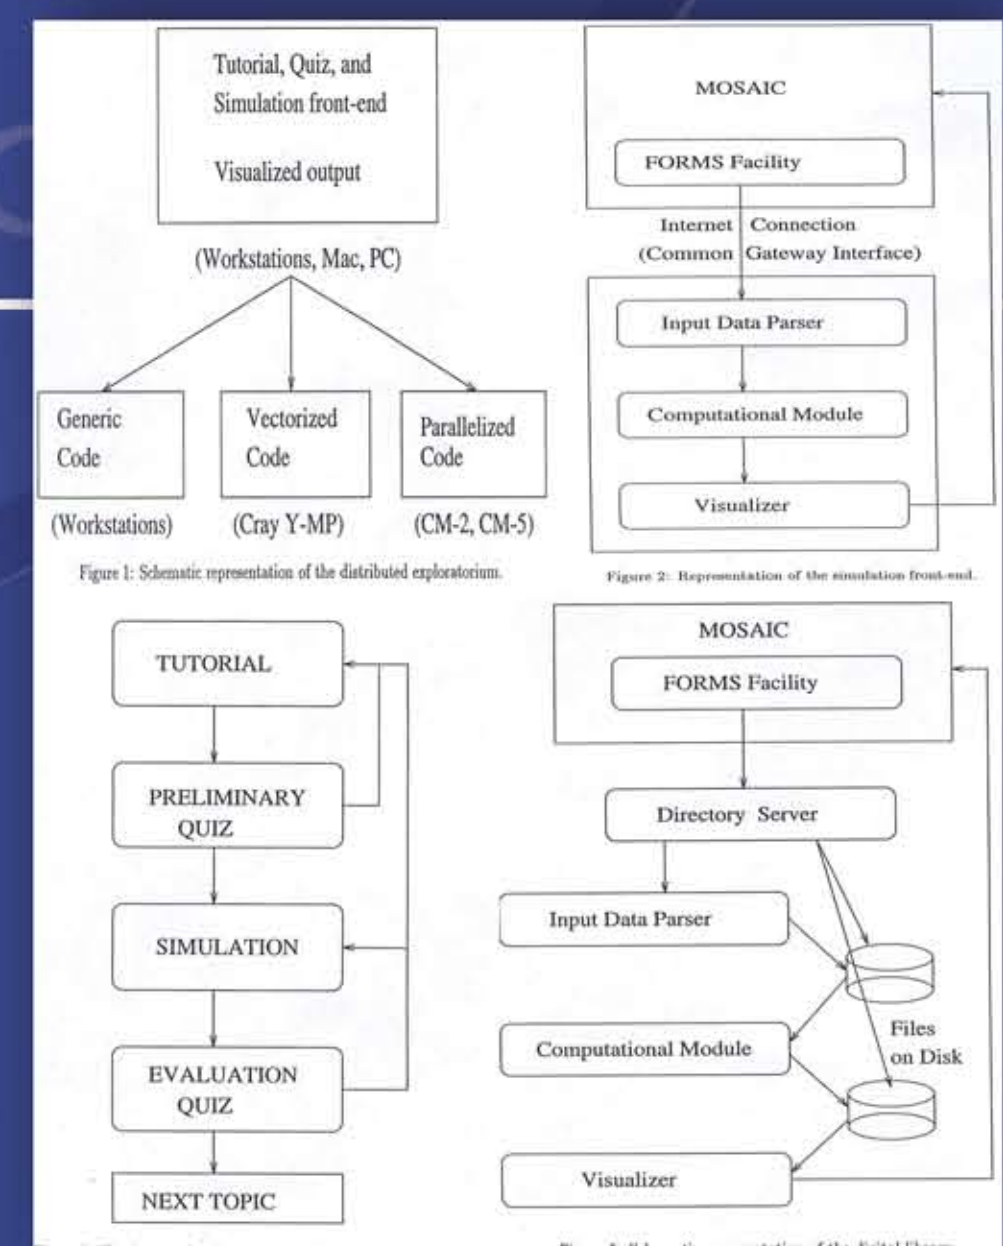 Tutorial, Quiz, and
Simulation front-end
Visualized output
(Workstations, Mac, PC)
Generic
Code
Vectorized
Code
Parallelized
Code
(Workstations)
(Cray Y-MP)
(CM-2, CM-5)
Figure 1: Schematic representation of the distributed exploratorium.
MOSAIC
FORMS Facility
Internet Connection
(Common Gateway Interface)
Input Data Parser
Computational Module
Visualizer
Figure 2: Representation of the simulation front-end.
TUTORIAL
PRELIMINARY
QUIZ
SIMULATION
EVALUATION
QUIZ
NEXT TOPIC
MOSAIC
FORMS Facility
Directory Server
Input Data Parser
Files
on Disk
Computational Module
Visualizer